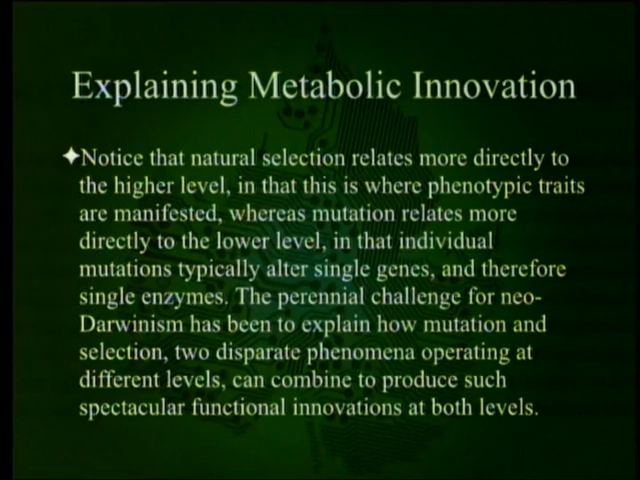 Explaining Metabolic Innovation
✦Notice that natural selection relates more directly to
the higher level, in that this is where phenotypic traits
are manifested, whereas mutation relates more
directly to the lower level, in that individual
mutations typically alter single genes, and therefore
single enzymes. The perennial challenge for neo-
Darwinism has been to explain how mutation and
selection, two disparate phenomena operating at
different levels, can combine to produce such
spectacular functional innovations at both levels.